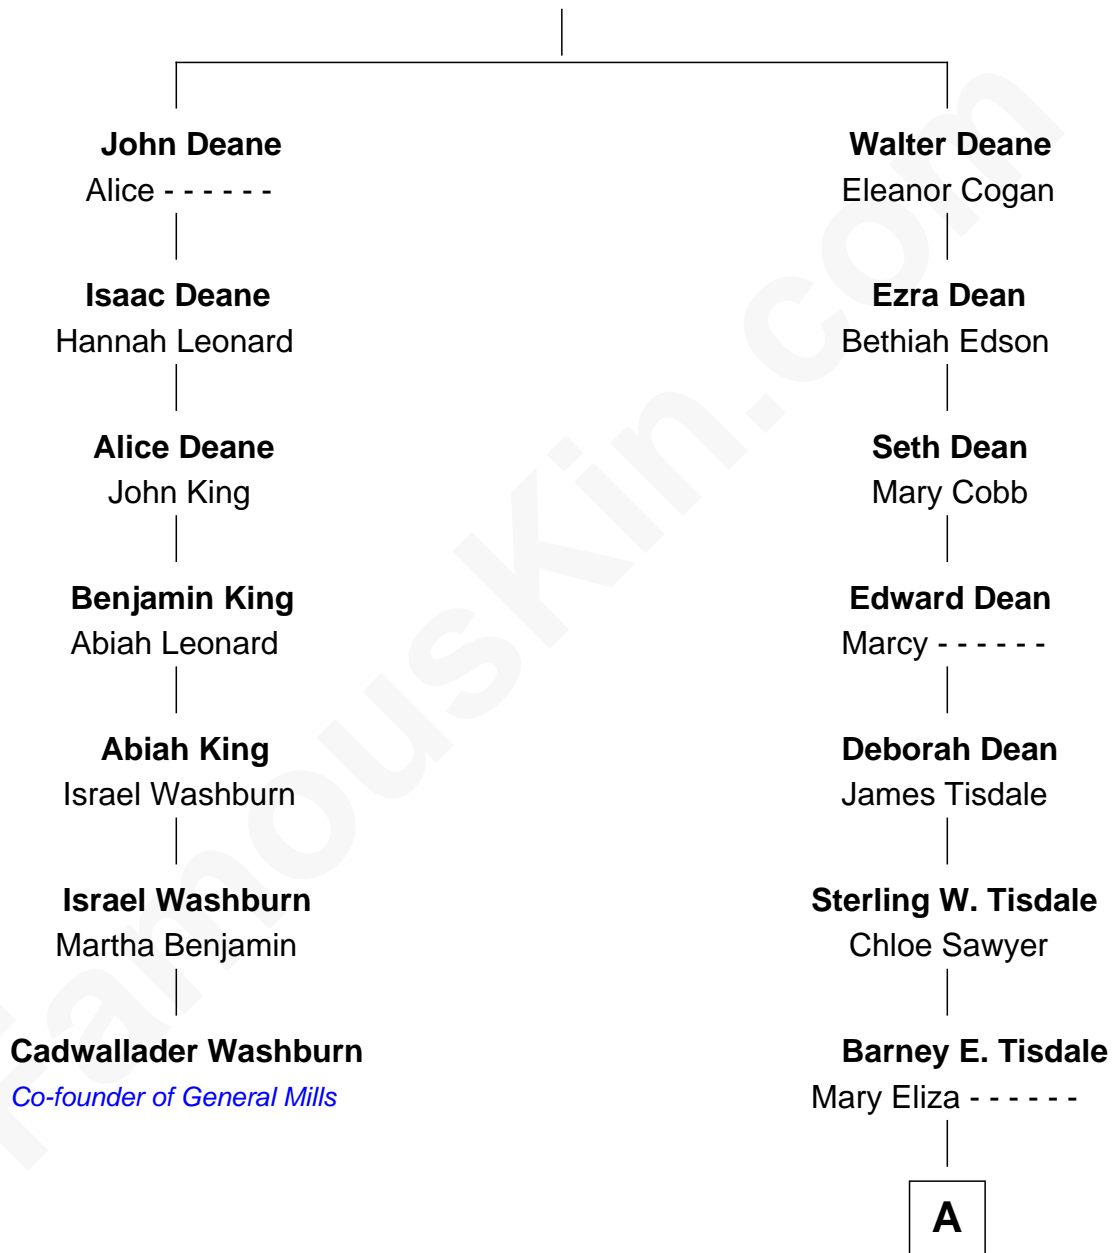 John Deane
Alice - - - - - -
Isaac Deane
Hannah Leonard
Alice Deane
John King
Benjamin King
Abiah Leonard
Abiah King
Israel Washburn
Israel Washburn
Martha Benjamin
Cadwallader Washburn
Co-founder of General Mills
Walter Deane
Eleanor Cogan
Ezra Dean
Bethiah Edson
Seth Dean
Mary Cobb
Edward Dean
Marcy - - - - - -
Deborah Dean
James Tisdale
Sterling W. Tisdale
Chloe Sawyer
Barney E. Tisdale
Mary Eliza - - - - - -
A
FamousKin.com